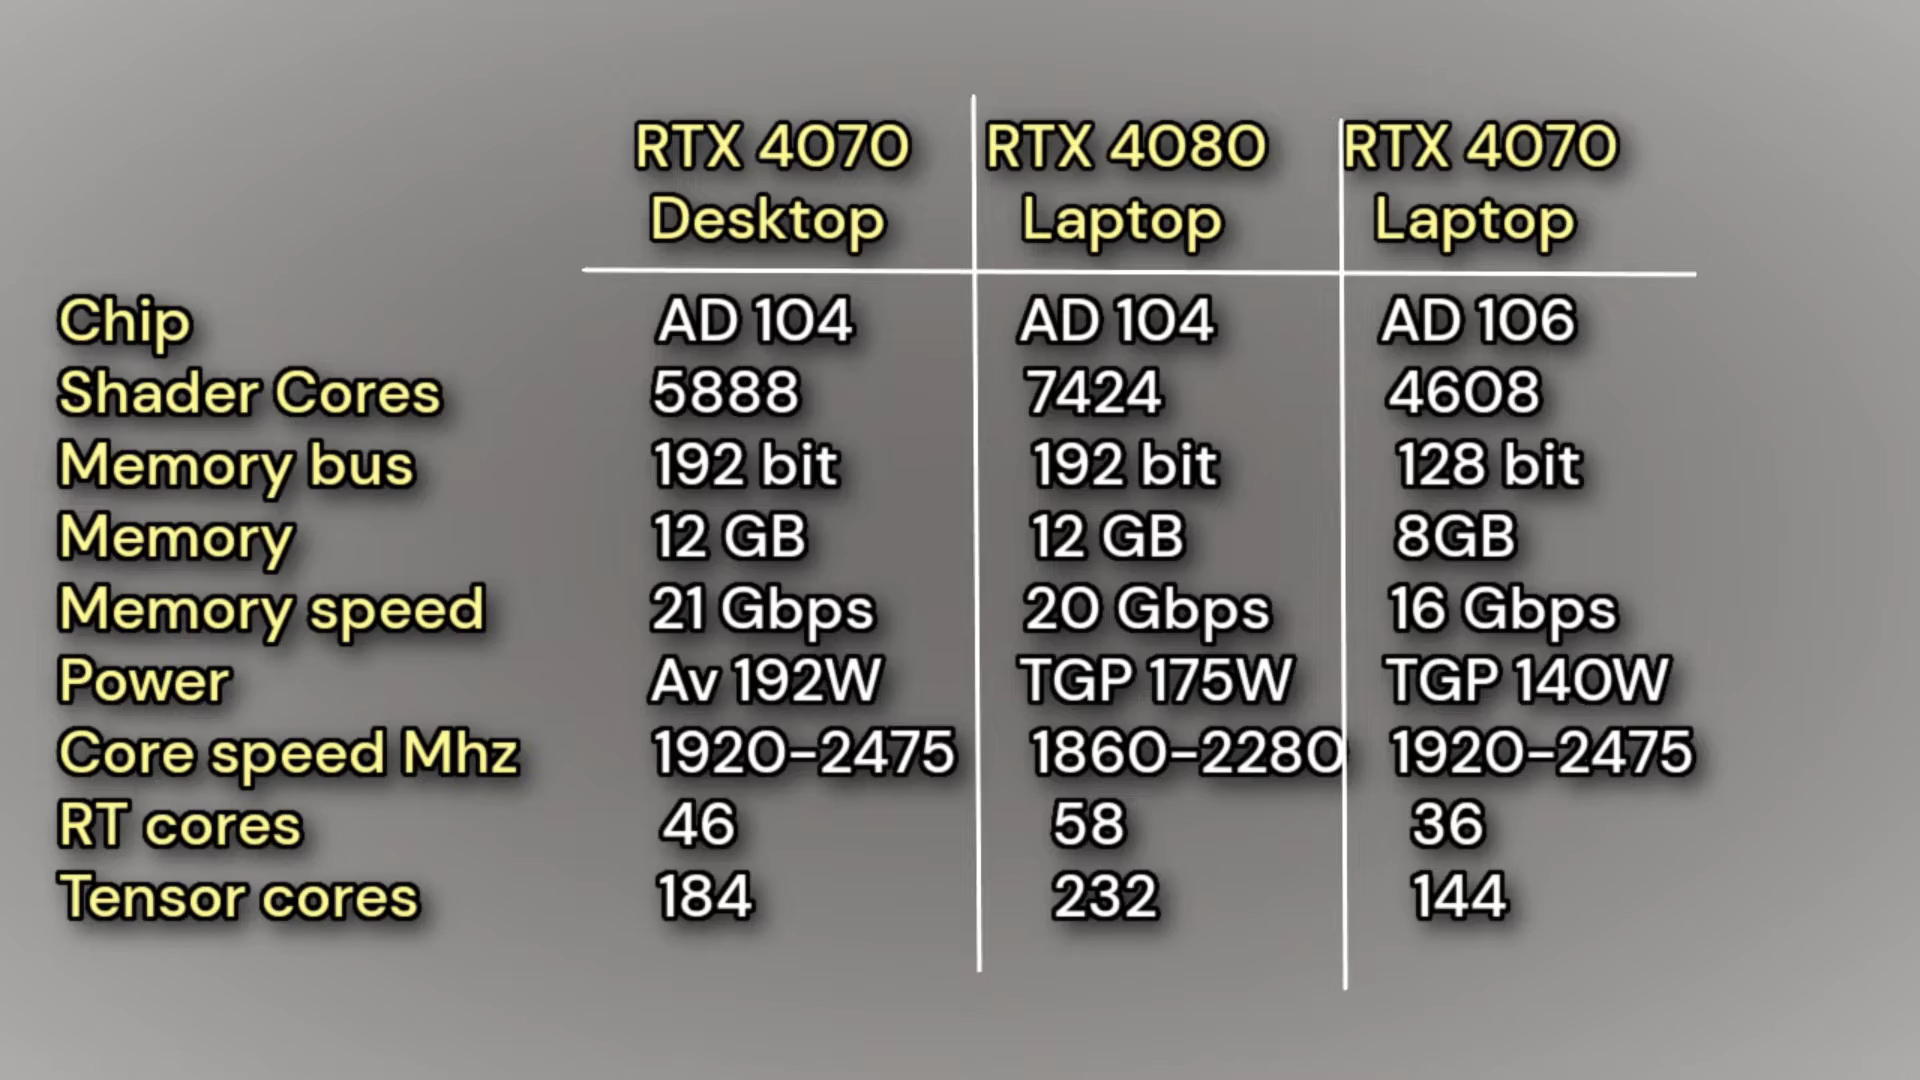 RTX 4070 RTX 4080 RTX 4070
Desktop Laptop Laptop
Chip AD 104 AD 104 AD 106
Shader Cores 5888 7424 4608
Memory bus 192 bit 192 bit 128 bit
Memory 12 GB 12 GB 8GB
Memory speed 21 Gbps 20 Gbps 16 Gbps
Power Av 192W TGP 175W TGP 140W
Core speed Mhz 1920-2475 1860-2280 1920-2475
RT cores 46 58 36
Tensor cores 184 232 144